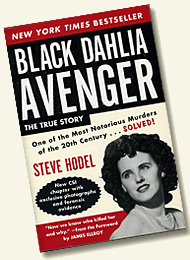 NEW YORK TIMES BESTSELLER
BLACK DAHLIA
AVENGER
THE TRUE STORY
One of the Most Notorious Murders
of the 20th Century . . . SOLVED!
STEVE HODEL
New CSI
chapter with
exclusive photographs
and forensic
evidence
"Now we know who killed her
and why." —from the Foreword
by JAMES ELLROY